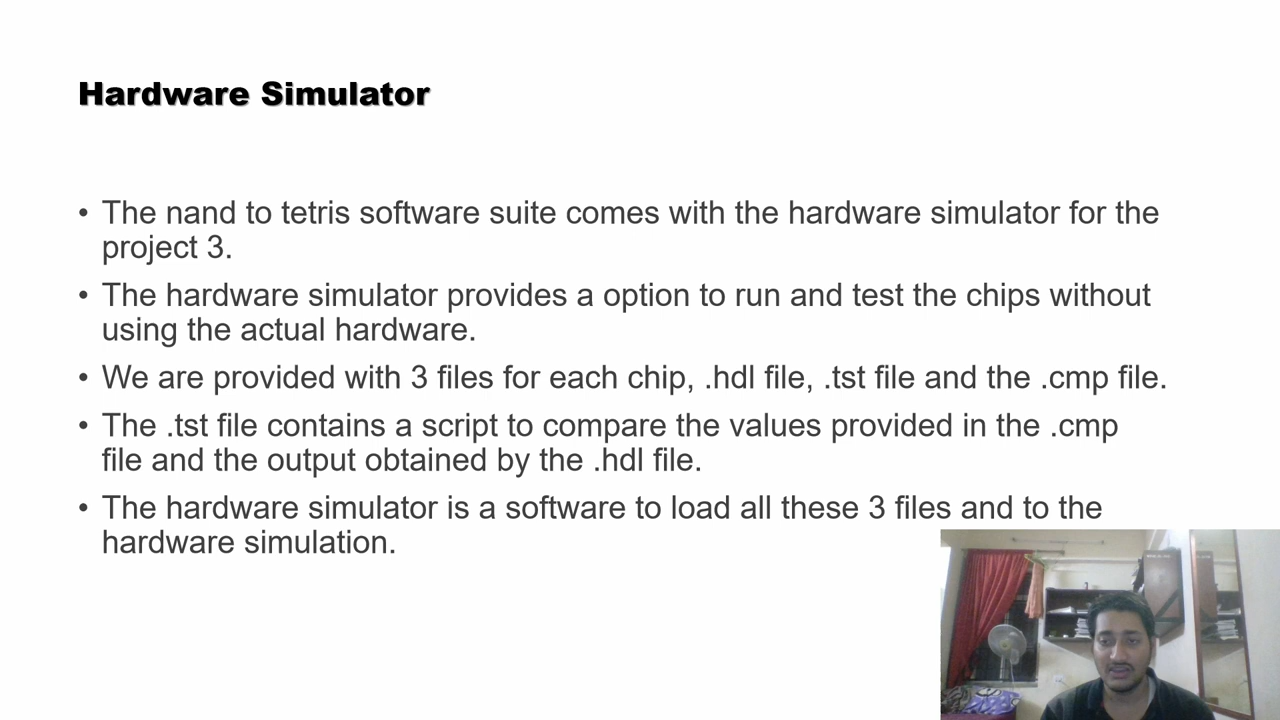 Hardware Simulator
• The nand to tetris software suite comes with the hardware simulator for the
project 3.
• The hardware simulator provides a option to run and test the chips without
using the actual hardware.
• We are provided with 3 files for each chip, .hdl file, .tst file and the .cmp file.
• The .tst file contains a script to compare the values provided in the .cmp
file and the output obtained by the .hdl file.
• The hardware simulator is a software to load all these 3 files and to the
hardware simulation.